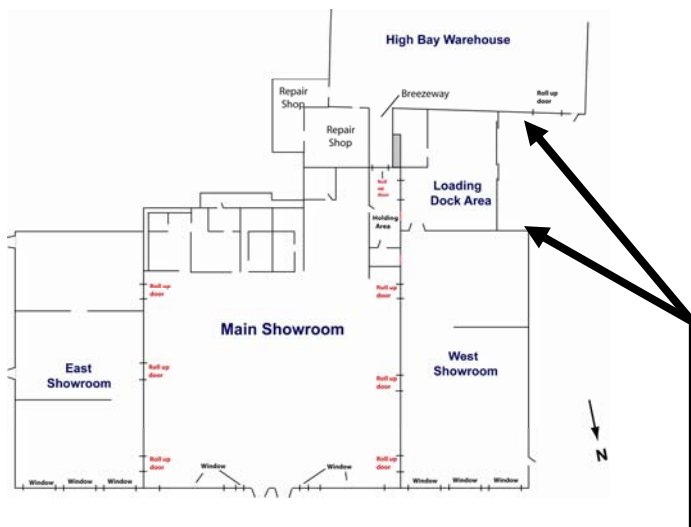 High Bay Warehouse
Repair
Shop
Breezeway
Roll up
door
Repair
Shop
Roll
up
door
Loading
Dock Area
Holding
Area
Roll up
door
Roll up
door
Main Showroom
East
Showroom
West
Showroom
Roll up
door
Roll up
door
N
Roll up
door
Roll up
door
Window
Window
Window
Window
Window
Window
Window
Window